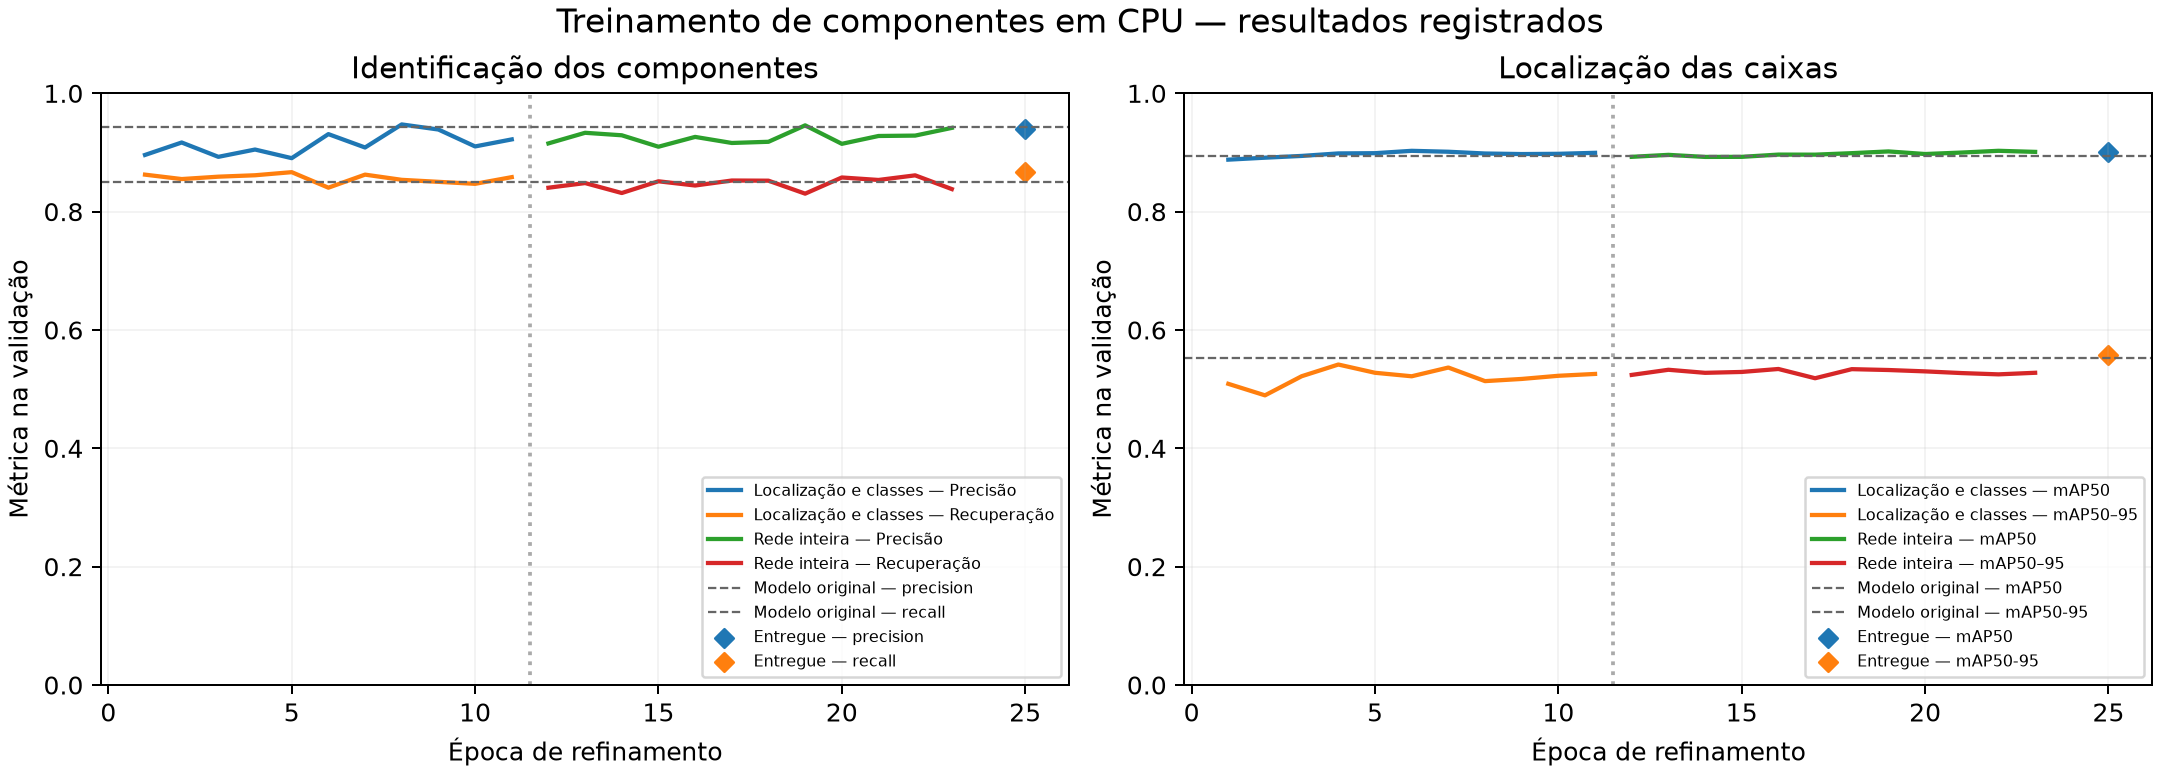 Treinamento de componentes em CPU — resultados registrados
Identificação dos componentes
Métrica na validação
1.0
0.8
0.6
0.4
0.2
0.0
0
5
10
15
20
25
Época de refinamento
Localização e classes — Precisão
Localização e classes — Recuperação
Rede inteira — Precisão
Rede inteira — Recuperação
Modelo original — precision
Modelo original — recall
Entregue — precision
Entregue — recall
Localização das caixas
Métrica na validação
1.0
0.8
0.6
0.4
0.2
0.0
0
5
10
15
20
25
Época de refinamento
Localização e classes — mAP50
Localização e classes — mAP50–95
Rede inteira — mAP50
Rede inteira — mAP50–95
Modelo original — mAP50
Modelo original — mAP50-95
Entregue — mAP50
Entregue — mAP50-95